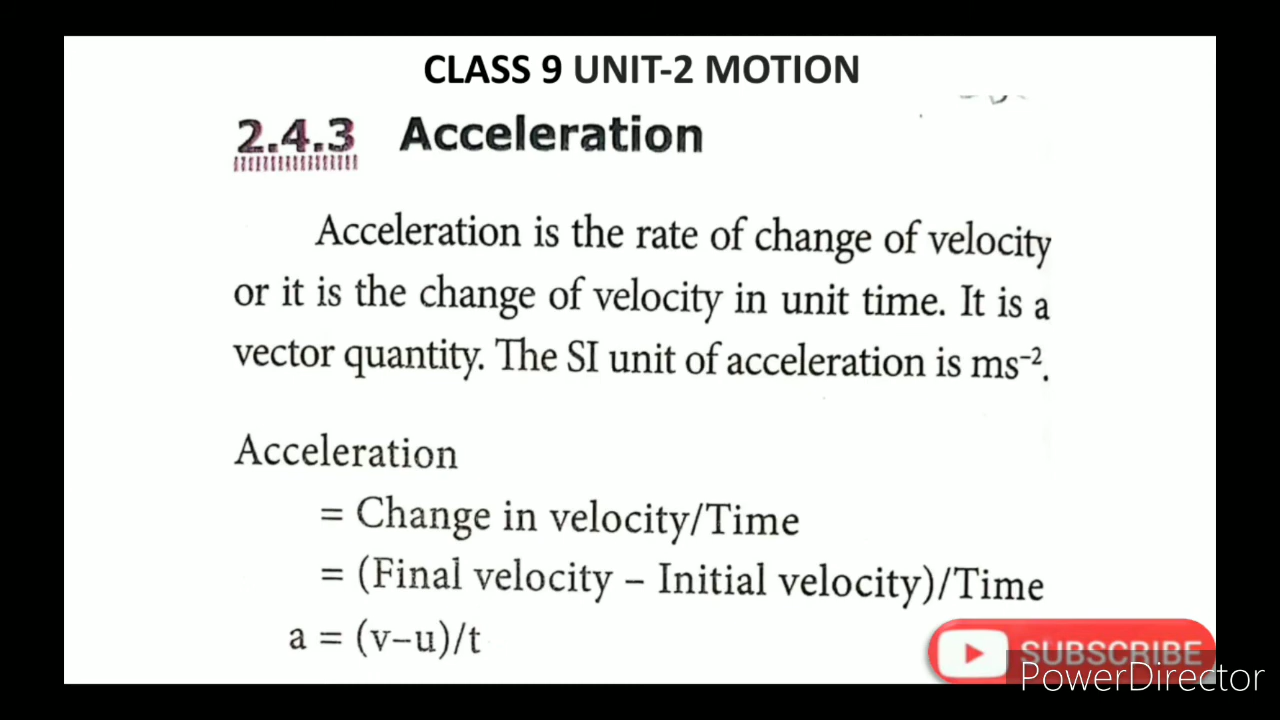 CLASS 9 UNIT-2 MOTION
2.4.3 Acceleration
Acceleration is the rate of change of velocity
or it is the change of velocity in unit time. It is a
vector quantity. The SI unit of acceleration is ms⁻².
Acceleration
= Change in velocity/Time
= (Final velocity – Initial velocity)/Time
a = (v–u)/t
SUBSCRIBE
PowerDirector